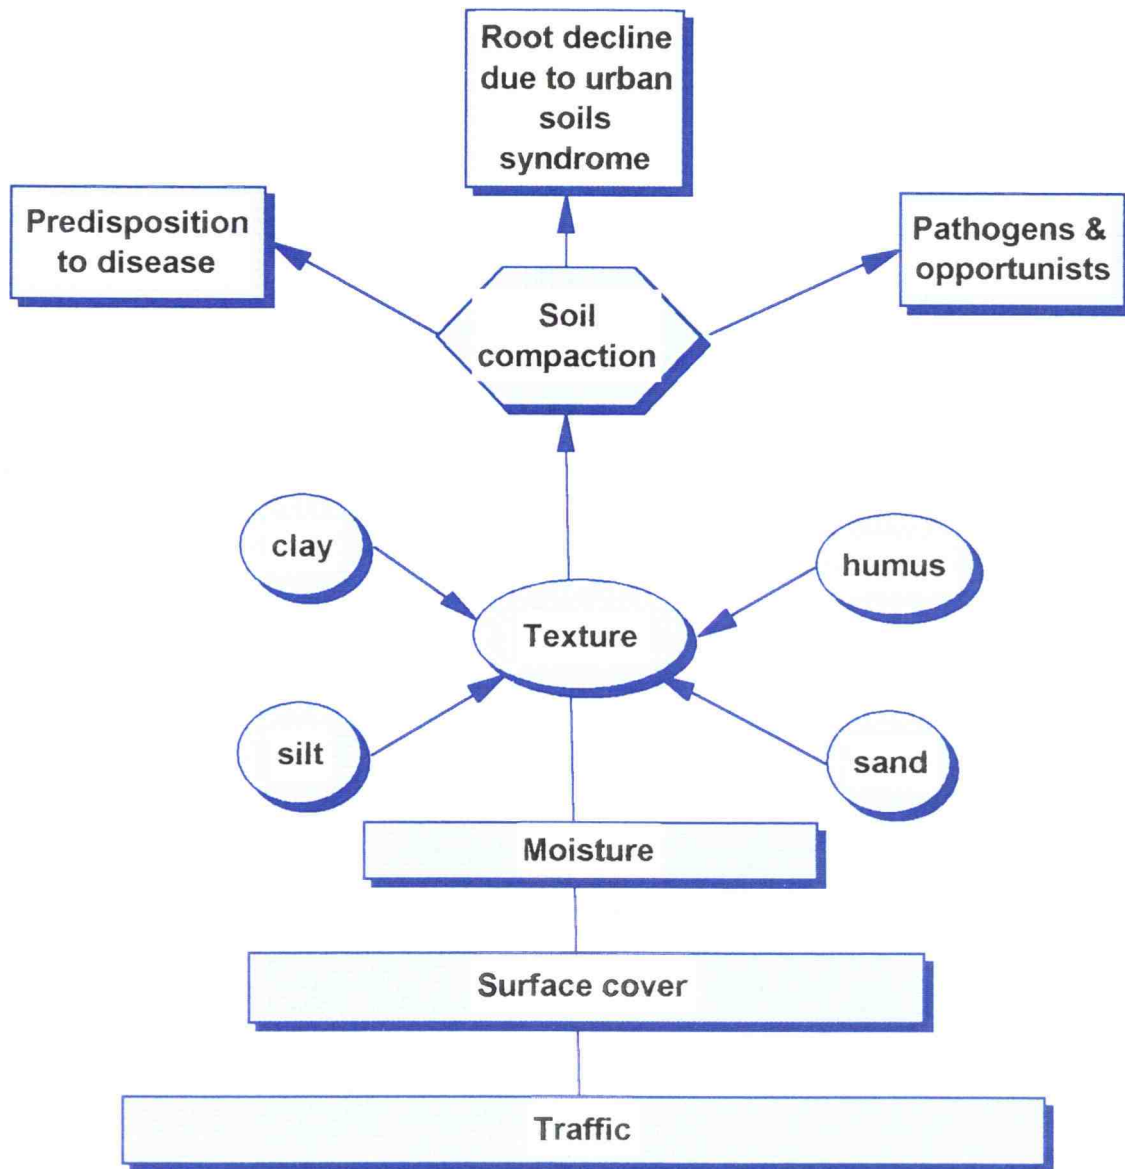 Root decline
due to urban
soils
syndrome
Predisposition
to disease
Pathogens &
opportunists
Soil
compaction
clay
humus
Texture
silt
sand
Moisture
Surface cover
Traffic